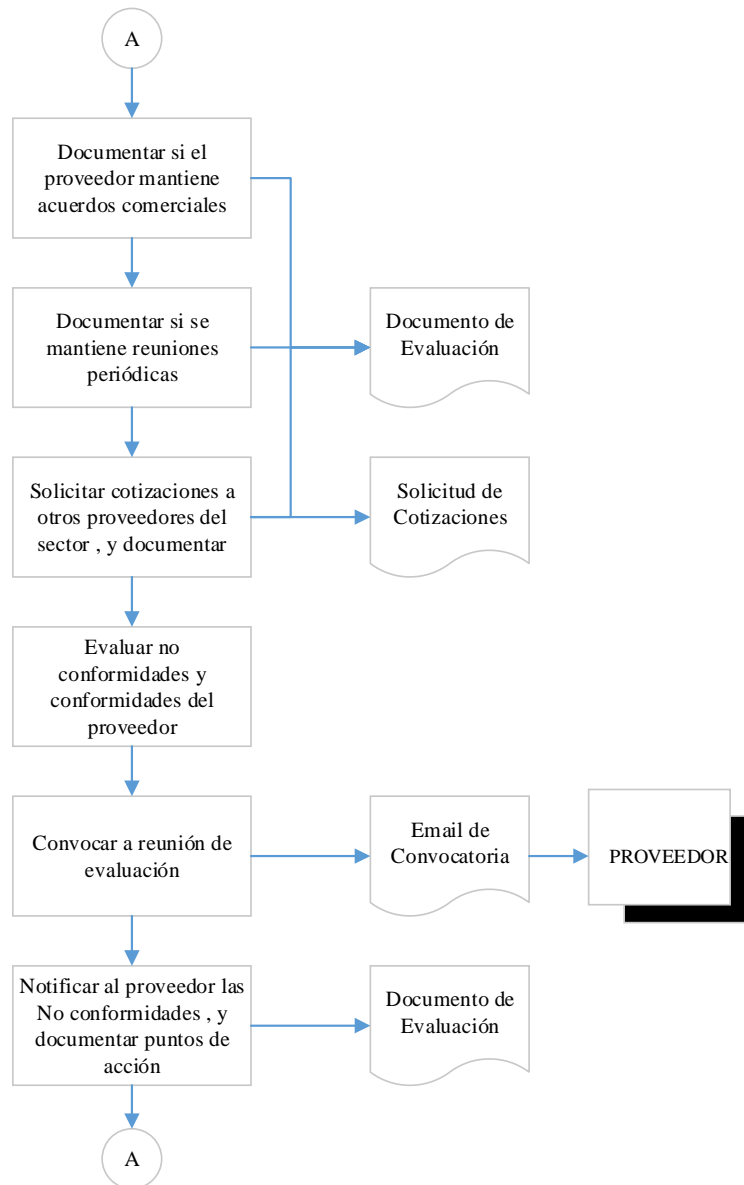 A
Documentar si el
proveedor mantiene
acuerdos comerciales
Documentar si se
mantiene reuniones
periódicas
Documento de
Evaluación
Solicitar cotizaciones a
otros proveedores del
sector , y documentar
Solicitud de
Cotizaciones
Evaluar no
conformidades y
conformidades del
proveedor
Convocar a reunión de
evaluación
Email de
Convocatoria
PROVEEDOR
Notificar al proveedor las
No conformidades , y
documentar puntos de
acción
Documento de
Evaluación
A